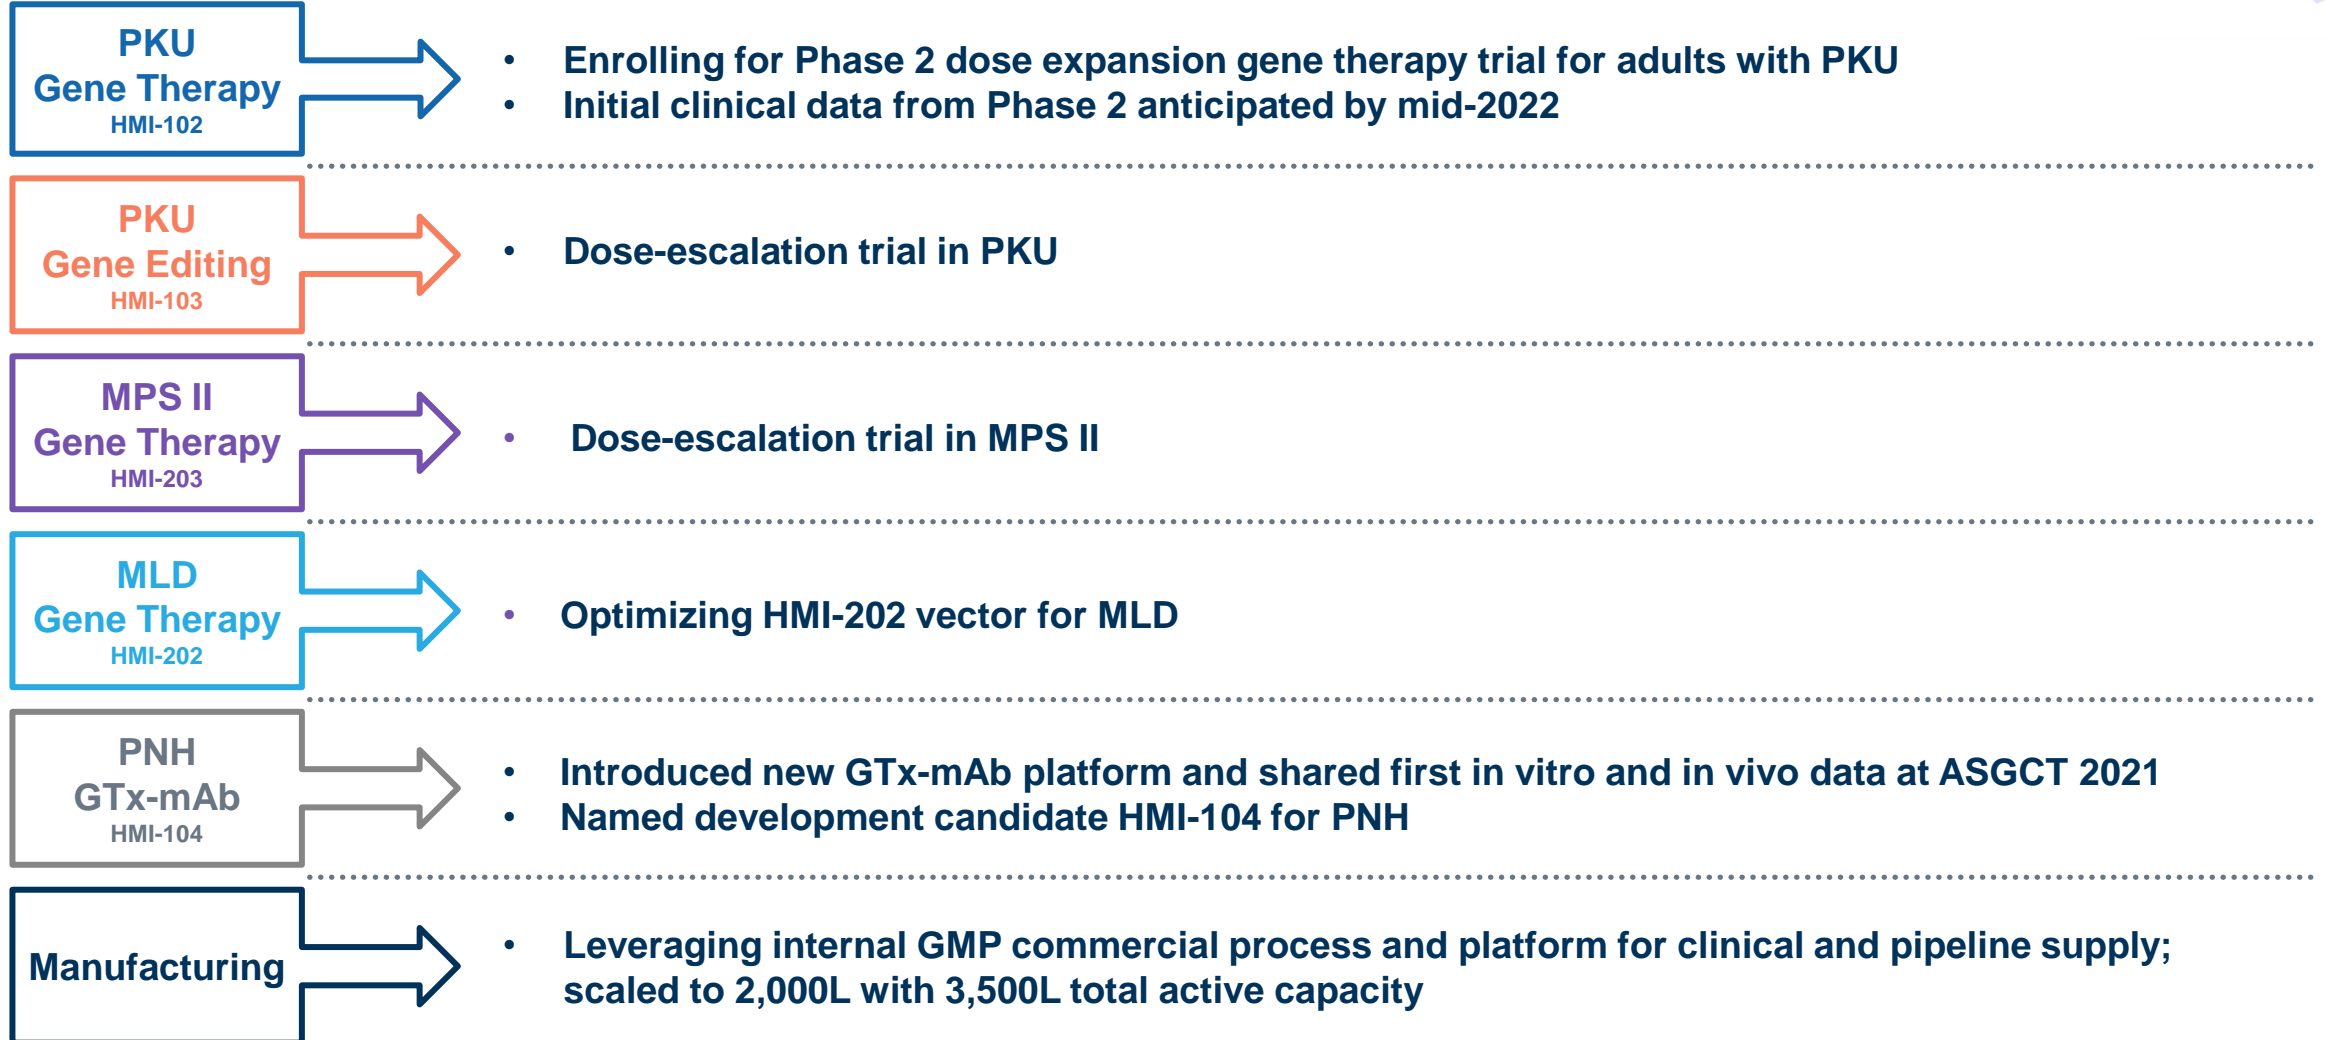 PKU
Gene Therapy
HMI-102
• Enrolling for Phase 2 dose expansion gene therapy trial for adults with PKU
• Initial clinical data from Phase 2 anticipated by mid-2022
PKU
Gene Editing
HMI-103
• Dose-escalation trial in PKU
MPS II
Gene Therapy
HMI-203
• Dose-escalation trial in MPS II
MLD
Gene Therapy
HMI-202
• Optimizing HMI-202 vector for MLD
PNH
GTx-mAb
HMI-104
• Introduced new GTx-mAb platform and shared first in vitro and in vivo data at ASGCT 2021
• Named development candidate HMI-104 for PNH
Manufacturing
• Leveraging internal GMP commercial process and platform for clinical and pipeline supply;
scaled to 2,000L with 3,500L total active capacity